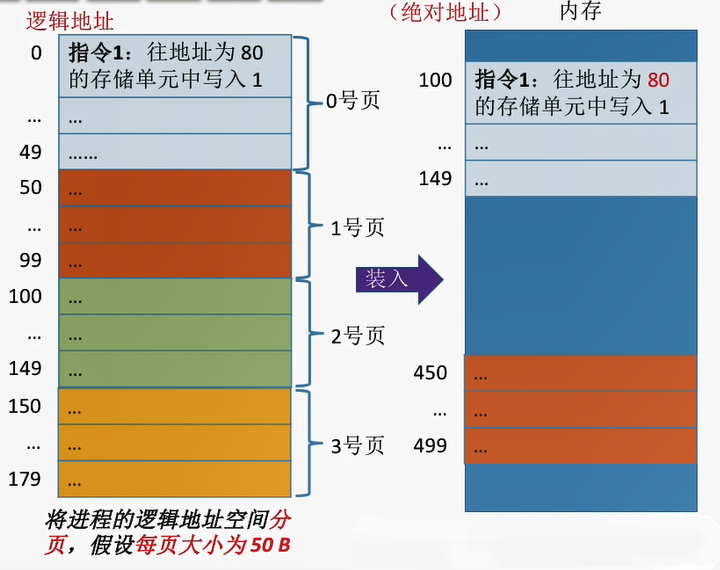 逻辑地址
0
指令1：往地址为 80
的存储单元中写入 1
...
...
49
......
0号页
50
...
...
...
99
...
1号页
100
...
...
...
149
...
2号页
150
...
...
...
179
...
3号页
将进程的逻辑地址空间分
页，假设每页大小为 50 B
装入
（绝对地址）
内存
100
指令1：往地址为 80
的存储单元中写入 1
...
...
149
...
450
...
...
...
499
...